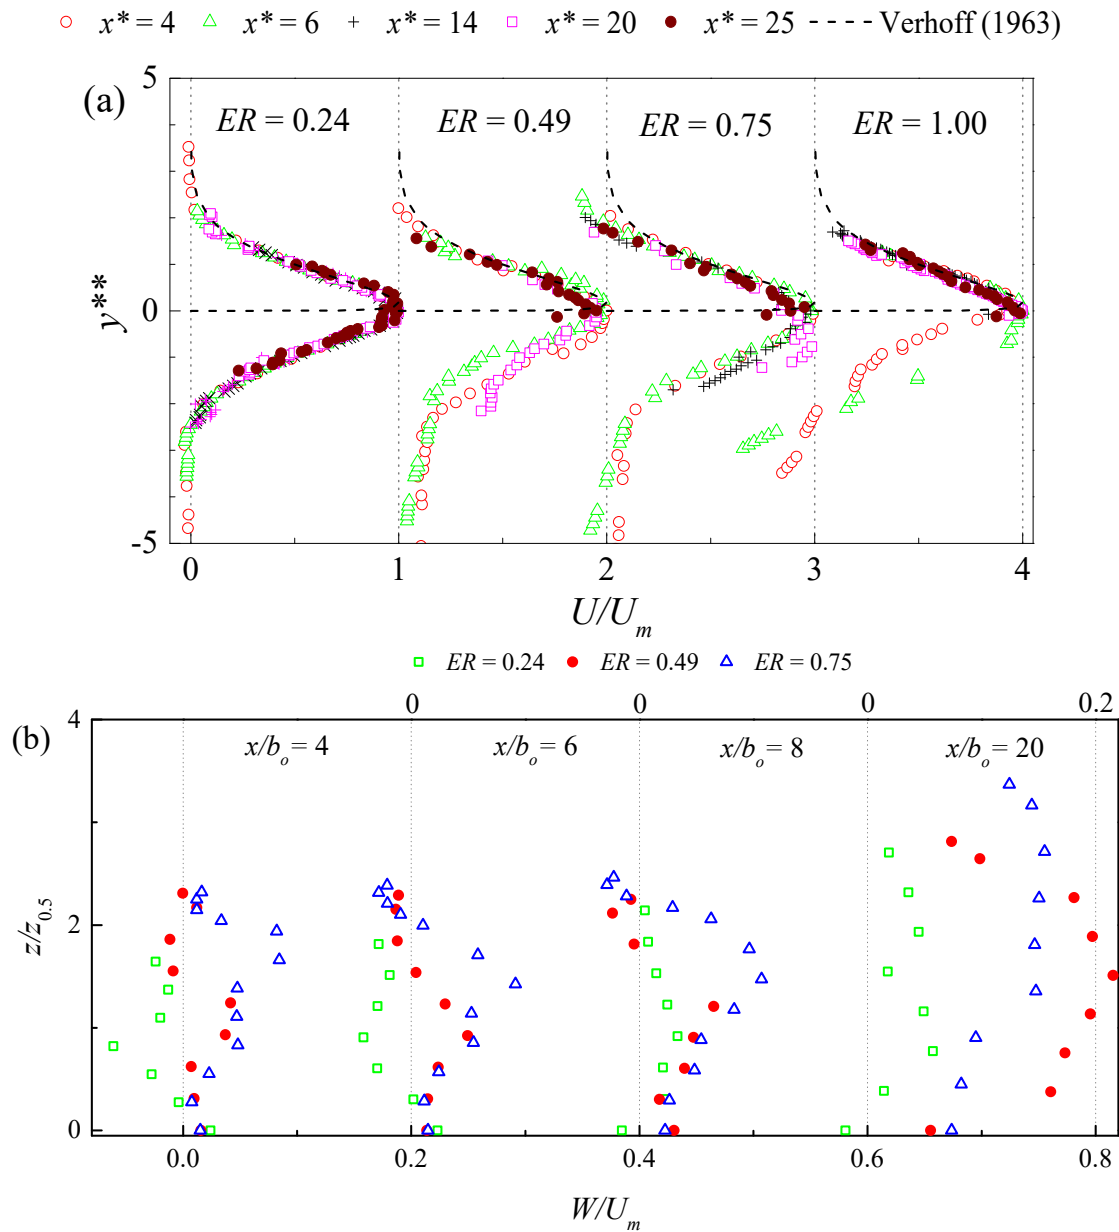 x* = 4 x* = 6 x* = 14 x* = 20 x* = 25 Verhoff (1963)
(a)
5
ER = 0.24 ER = 0.49 ER = 0.75 ER = 1.00
y**
0
-5
0 1 2 3 4
U/Um
ER = 0.24 ER = 0.49 ER = 0.75
0 0 0 0.2
(b)
4
x/bo = 4 x/bo = 6 x/bo = 8 x/bo = 20
z/z0.5
2
0
0.0 0.2 0.4 0.6 0.8
W/Um